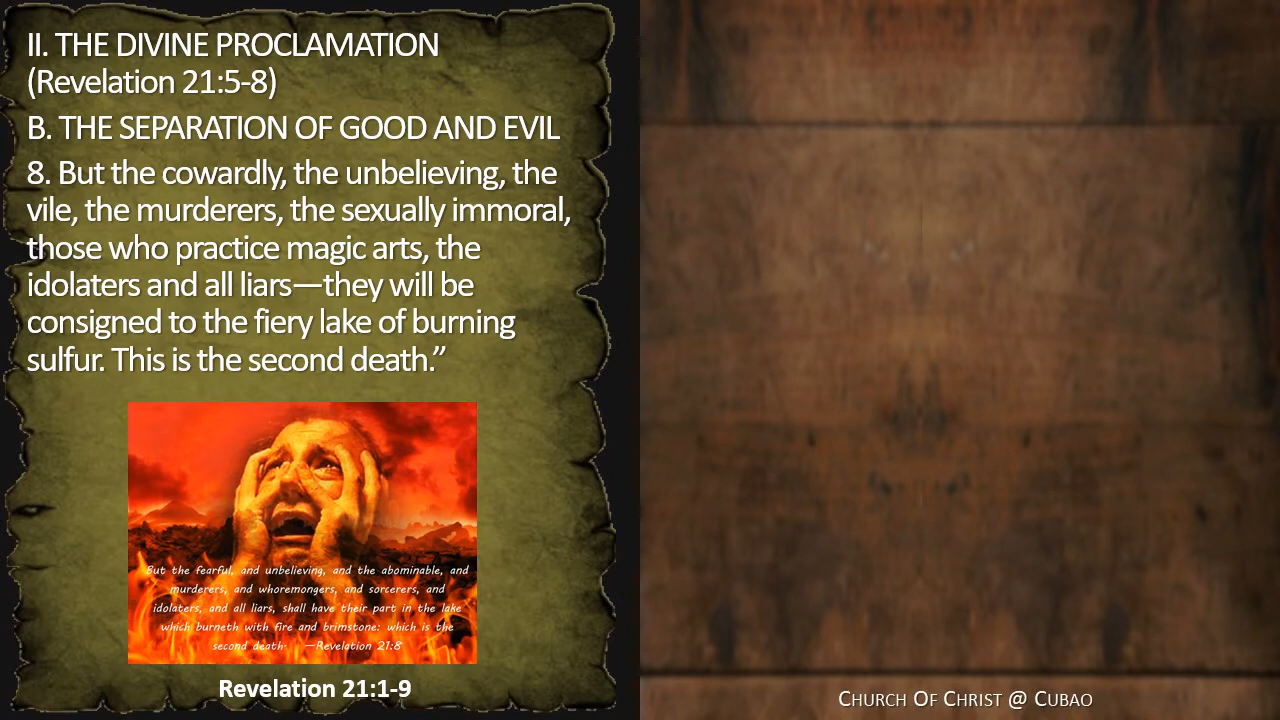 II. THE DIVINE PROCLAMATION
(Revelation 21:5-8)
B. THE SEPARATION OF GOOD AND EVIL
8. But the cowardly, the unbelieving, the
vile, the murderers, the sexually immoral,
those who practice magic arts, the
idolaters and all liars—they will be
consigned to the fiery lake of burning
sulfur. This is the second death.”
But the fearful, and unbelieving, and the abominable, and
murderers, and whoremongers, and sorcerers, and
idolaters, and all liars, shall have their part in the lake
which burneth with fire and brimstone: which is the
second death. —Revelation 21:8
Revelation 21:1-9
CHURCH OF CHRIST @ CUBAO